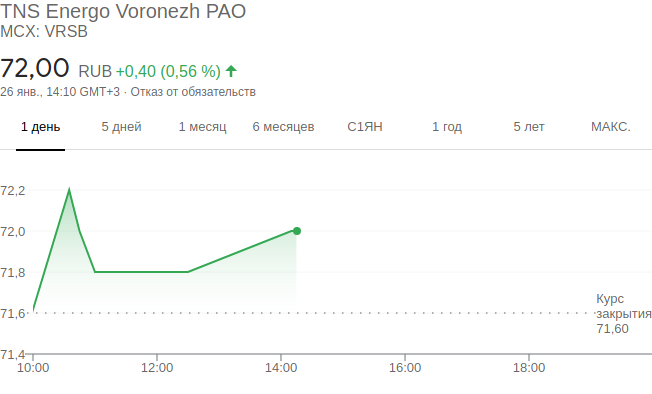 TNS Energo Voronezh PAO
MCX: VRSB
72,00 RUB +0,40 (0,56 %)
26 янв., 14:10 GMT+3 · Отказ от обязательств
1 день 5 дней 1 месяц 6 месяцев С1ЯН 1 год 5 лет МАКС.
72,2
72,0
71,8
Курс
71,6 закрытия
71,60
71,4
10:00 12:00 14:00 16:00 18:00